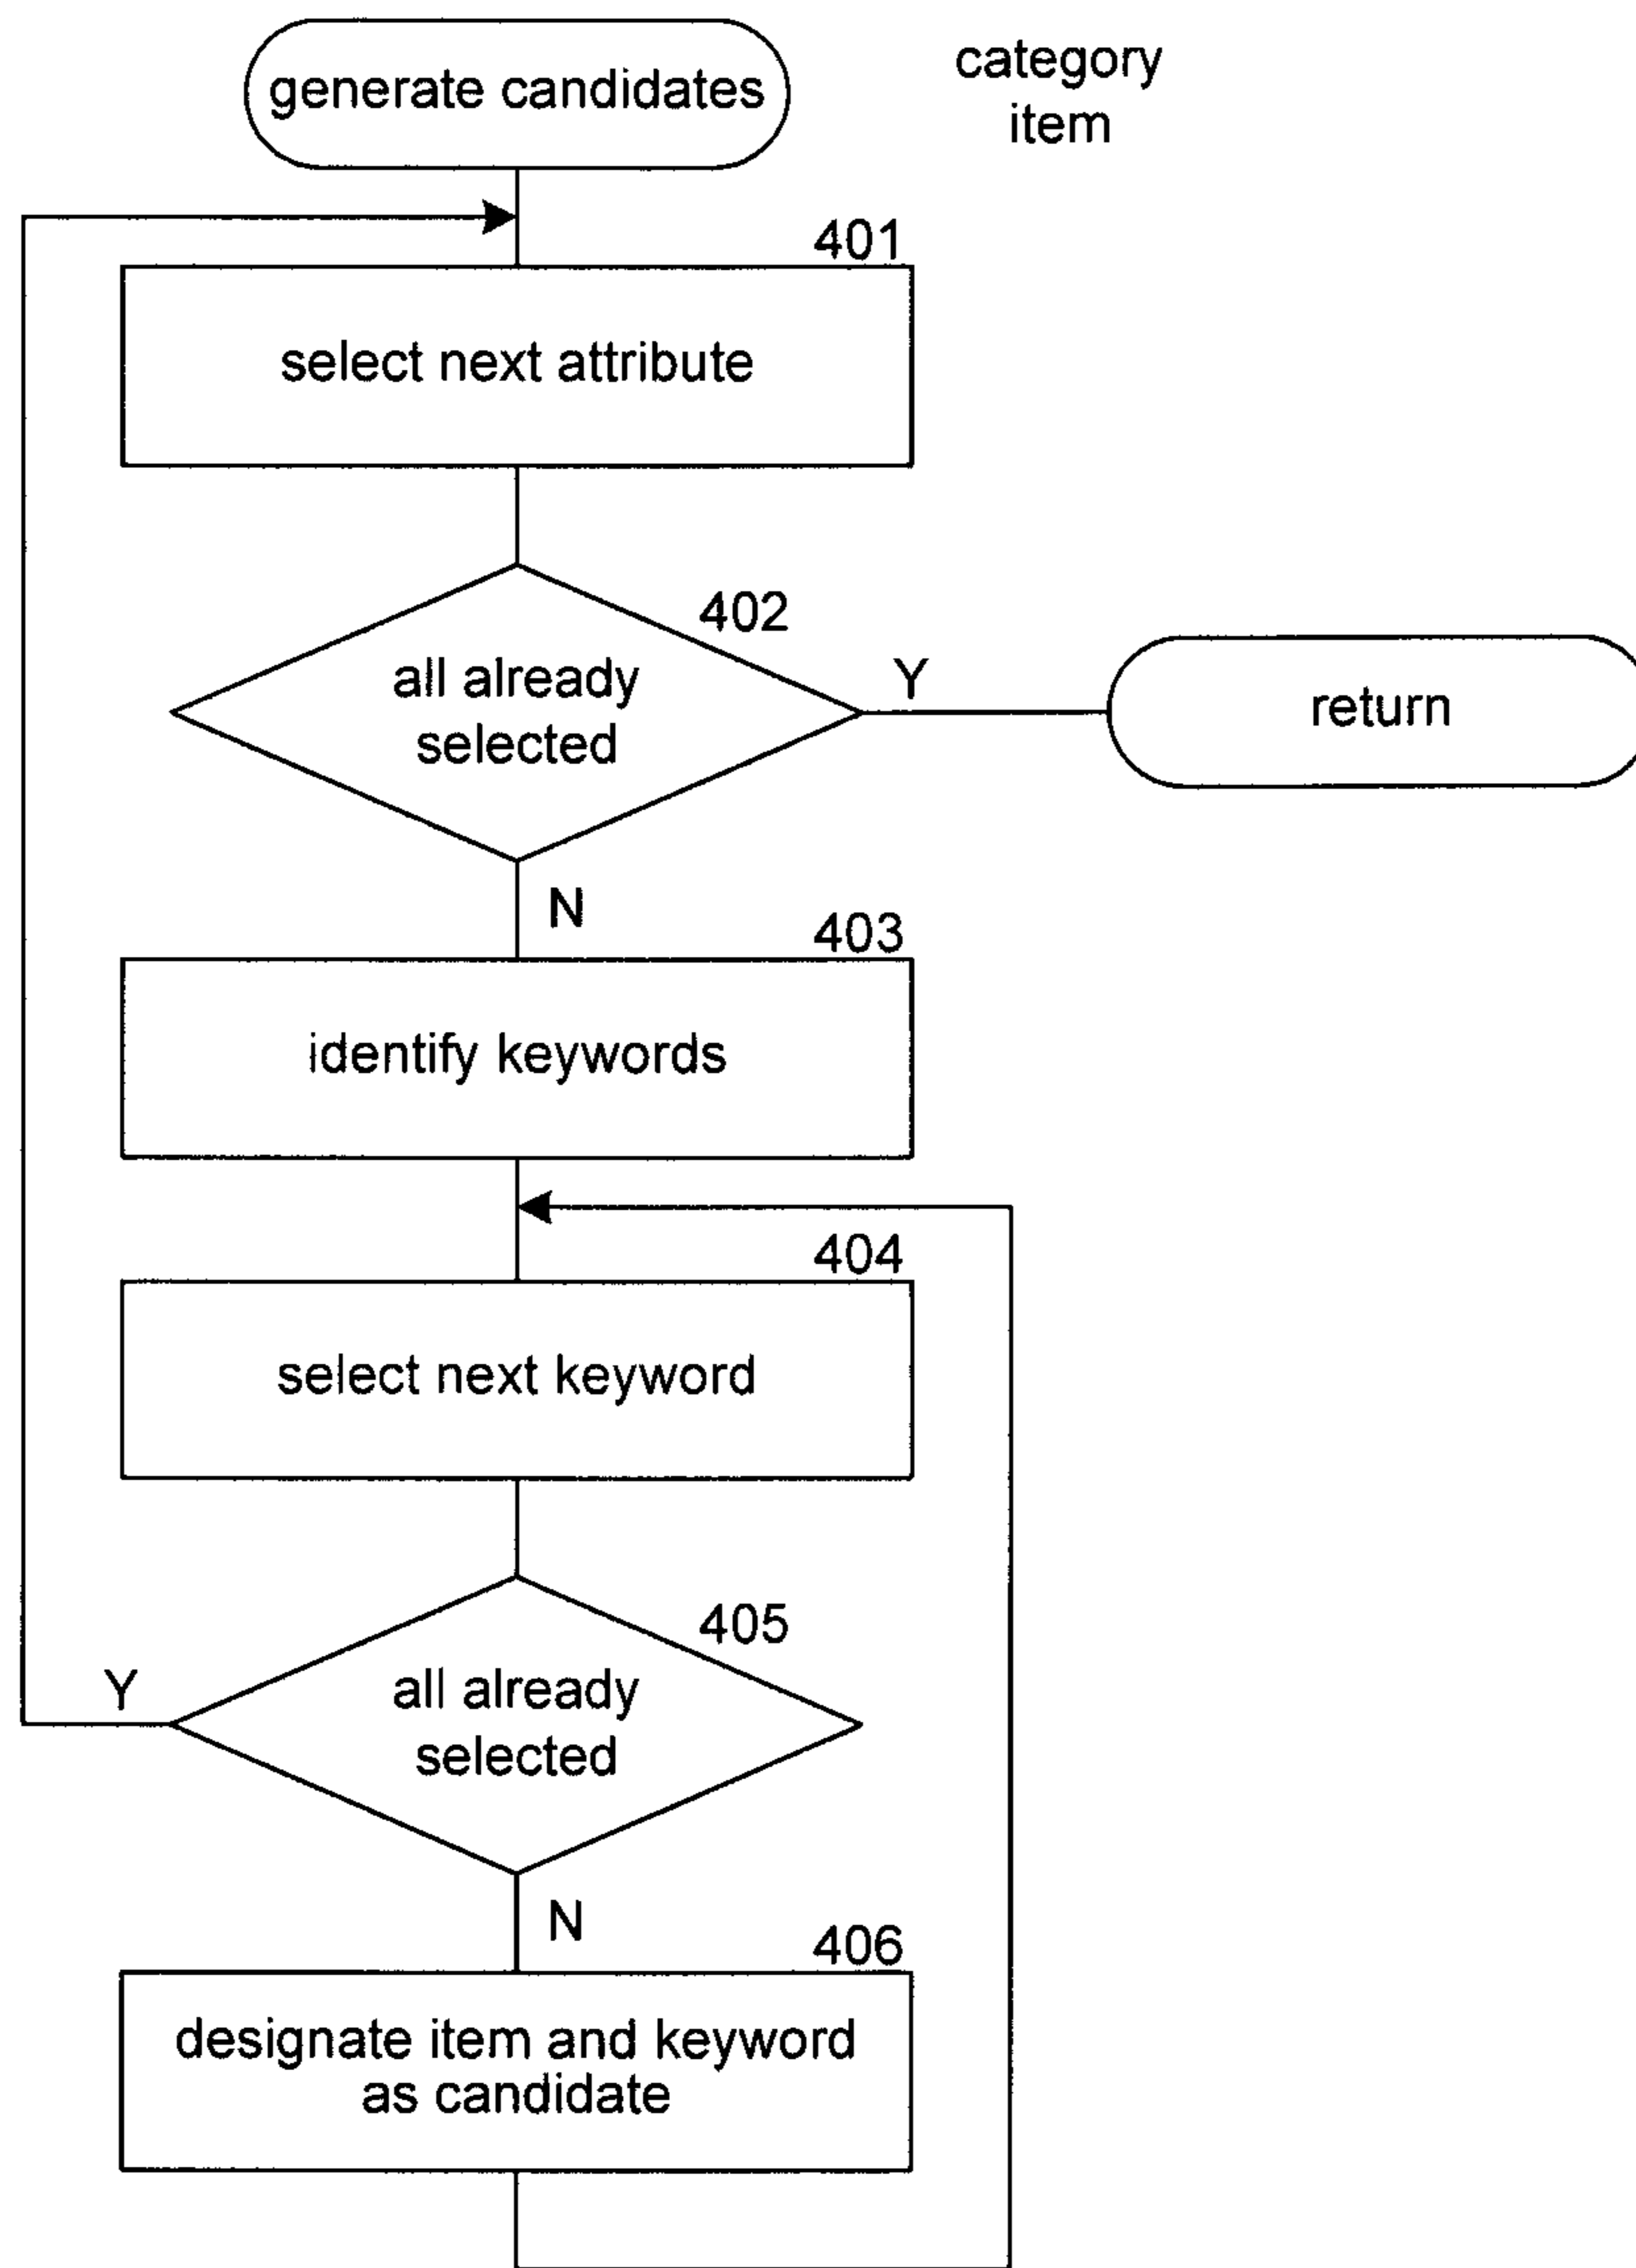 generate candidates
category
item
401
select next attribute
402
all already
selected
Y
return
N
403
identify keywords
404
select next keyword
405
all already
selected
Y
N
406
designate item and keyword
as candidate